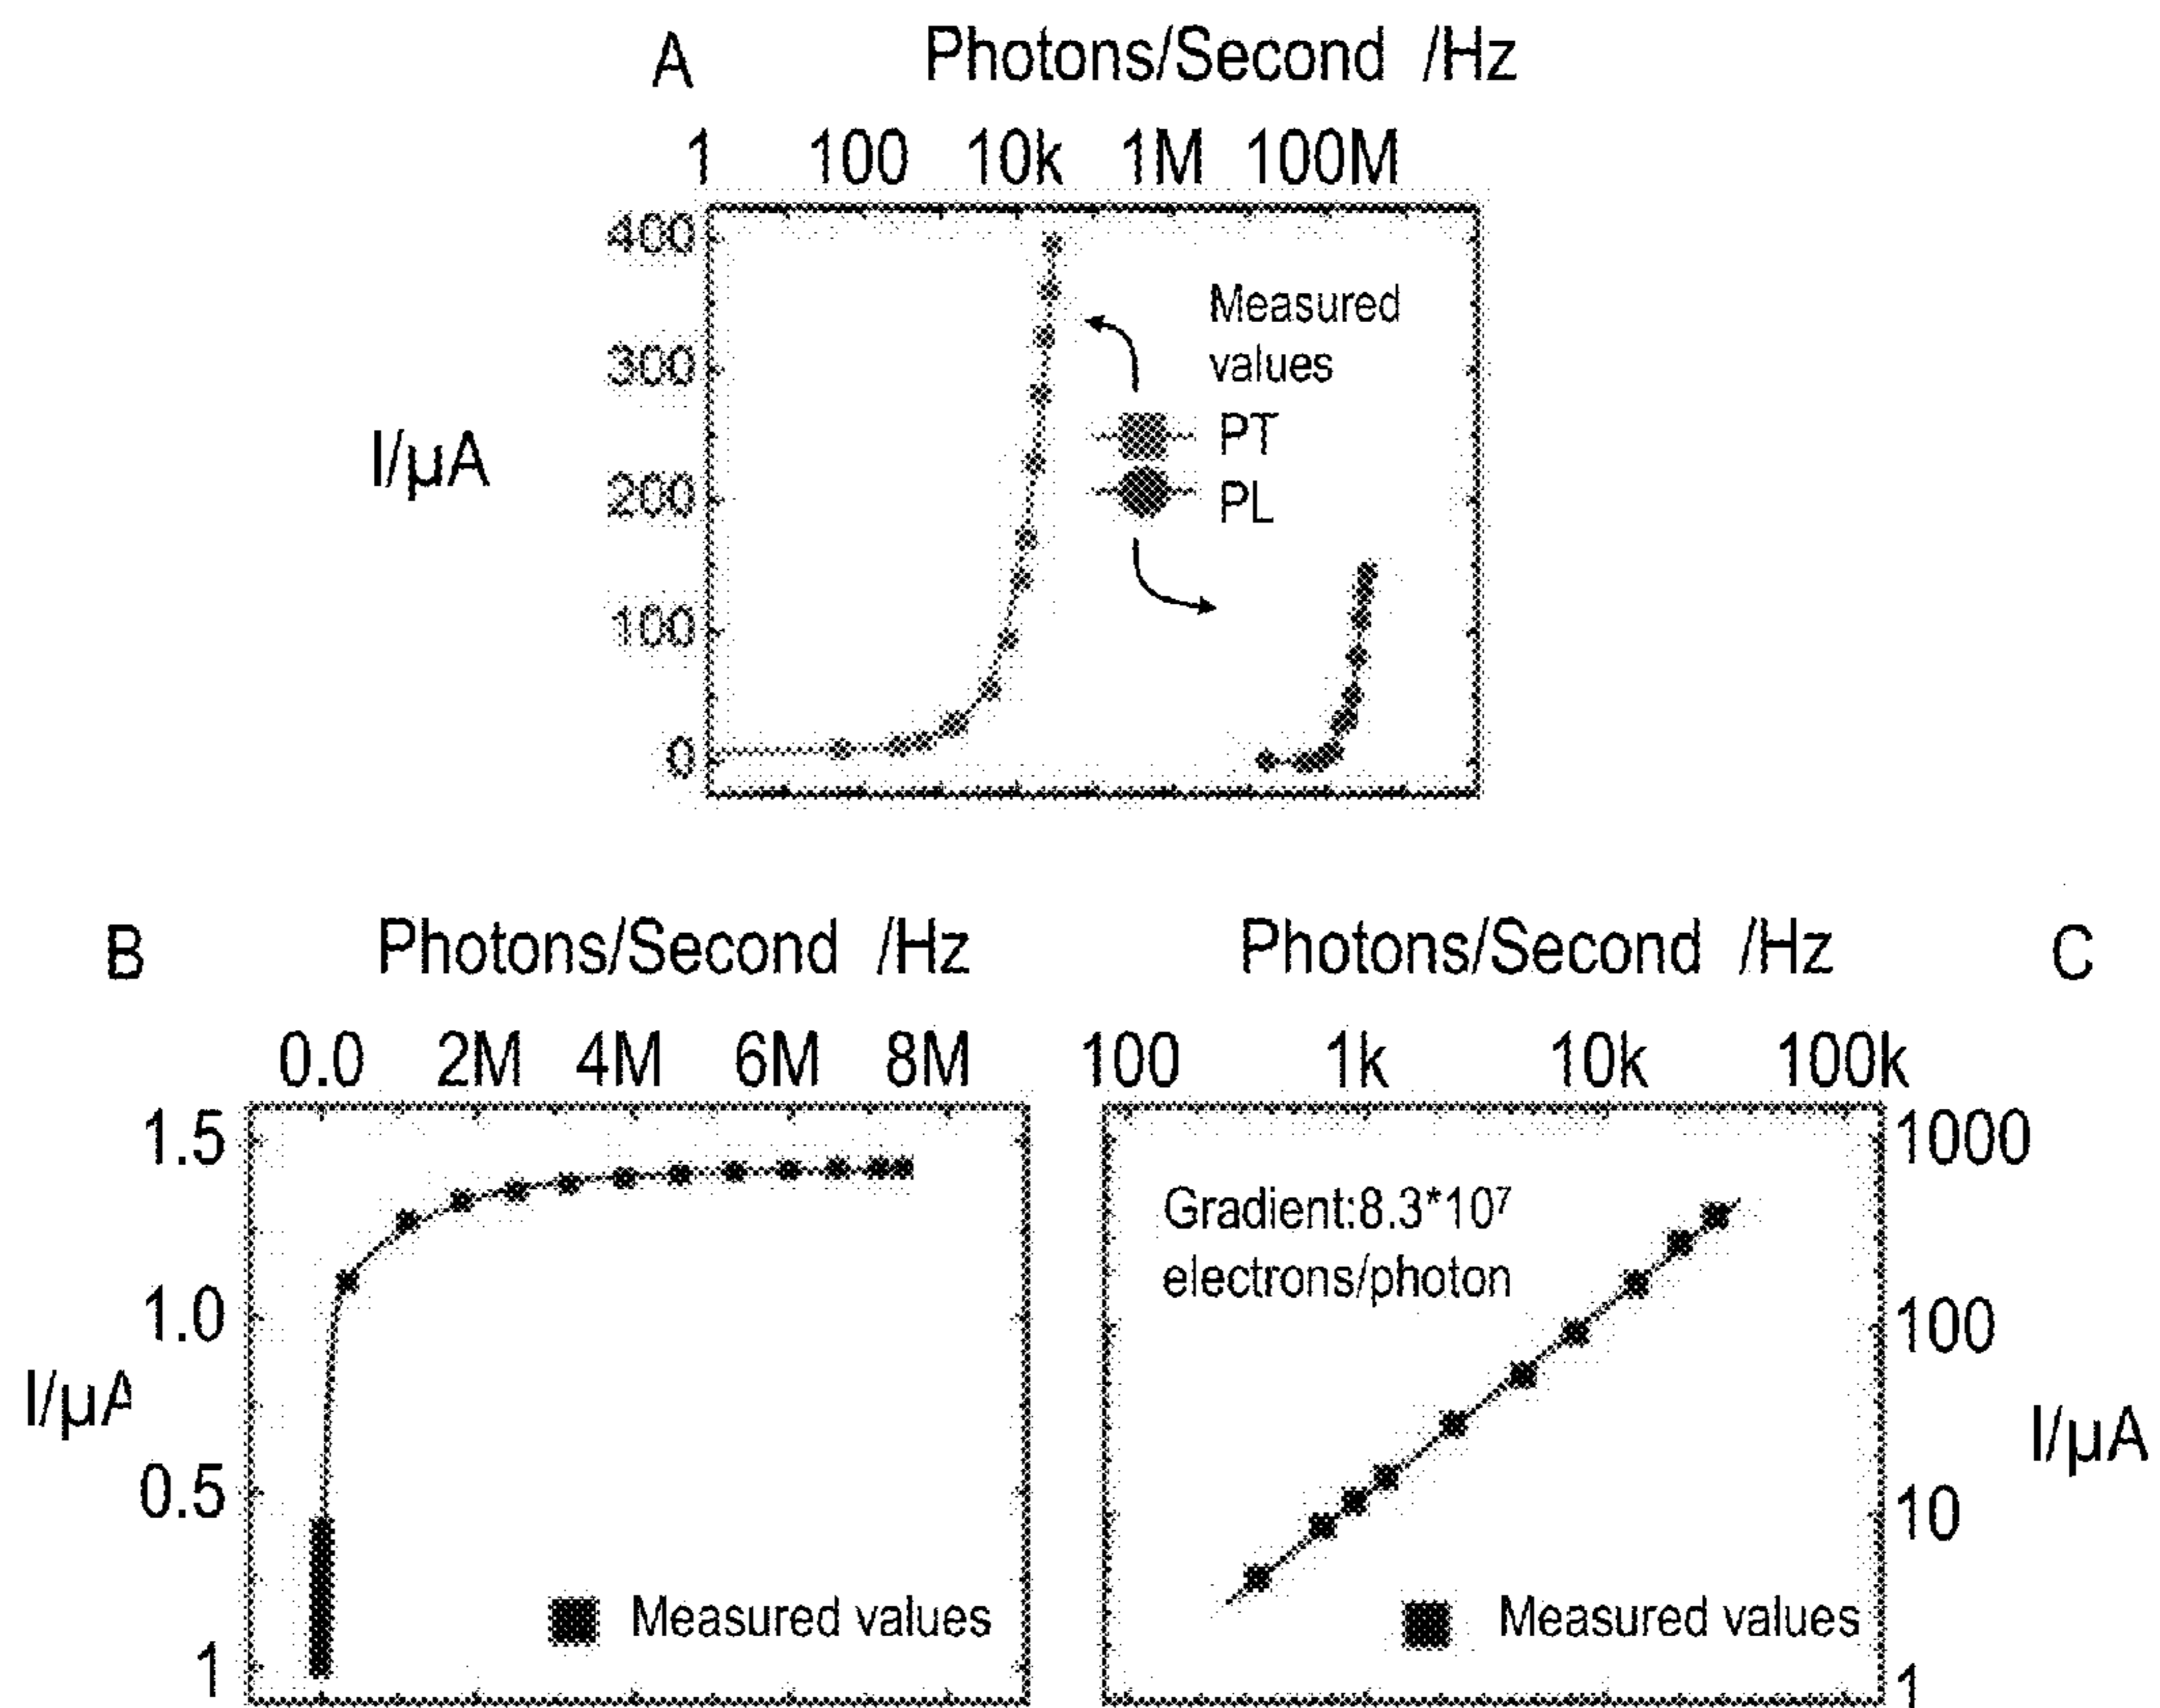 A
Photons/Second /Hz
1 100 10k 1M 100M
400
300
200
100
0
I/μA
Measured
values
PT
PL
B
Photons/Second /Hz
0.0 2M 4M 6M 8M
1.5
1.0
0.5
1
I/μA
Measured values
Photons/Second /Hz
C
100 1k 10k 100k
1000
100
10
1
I/μA
Gradient:8.3*10⁷
electrons/photon
Measured values